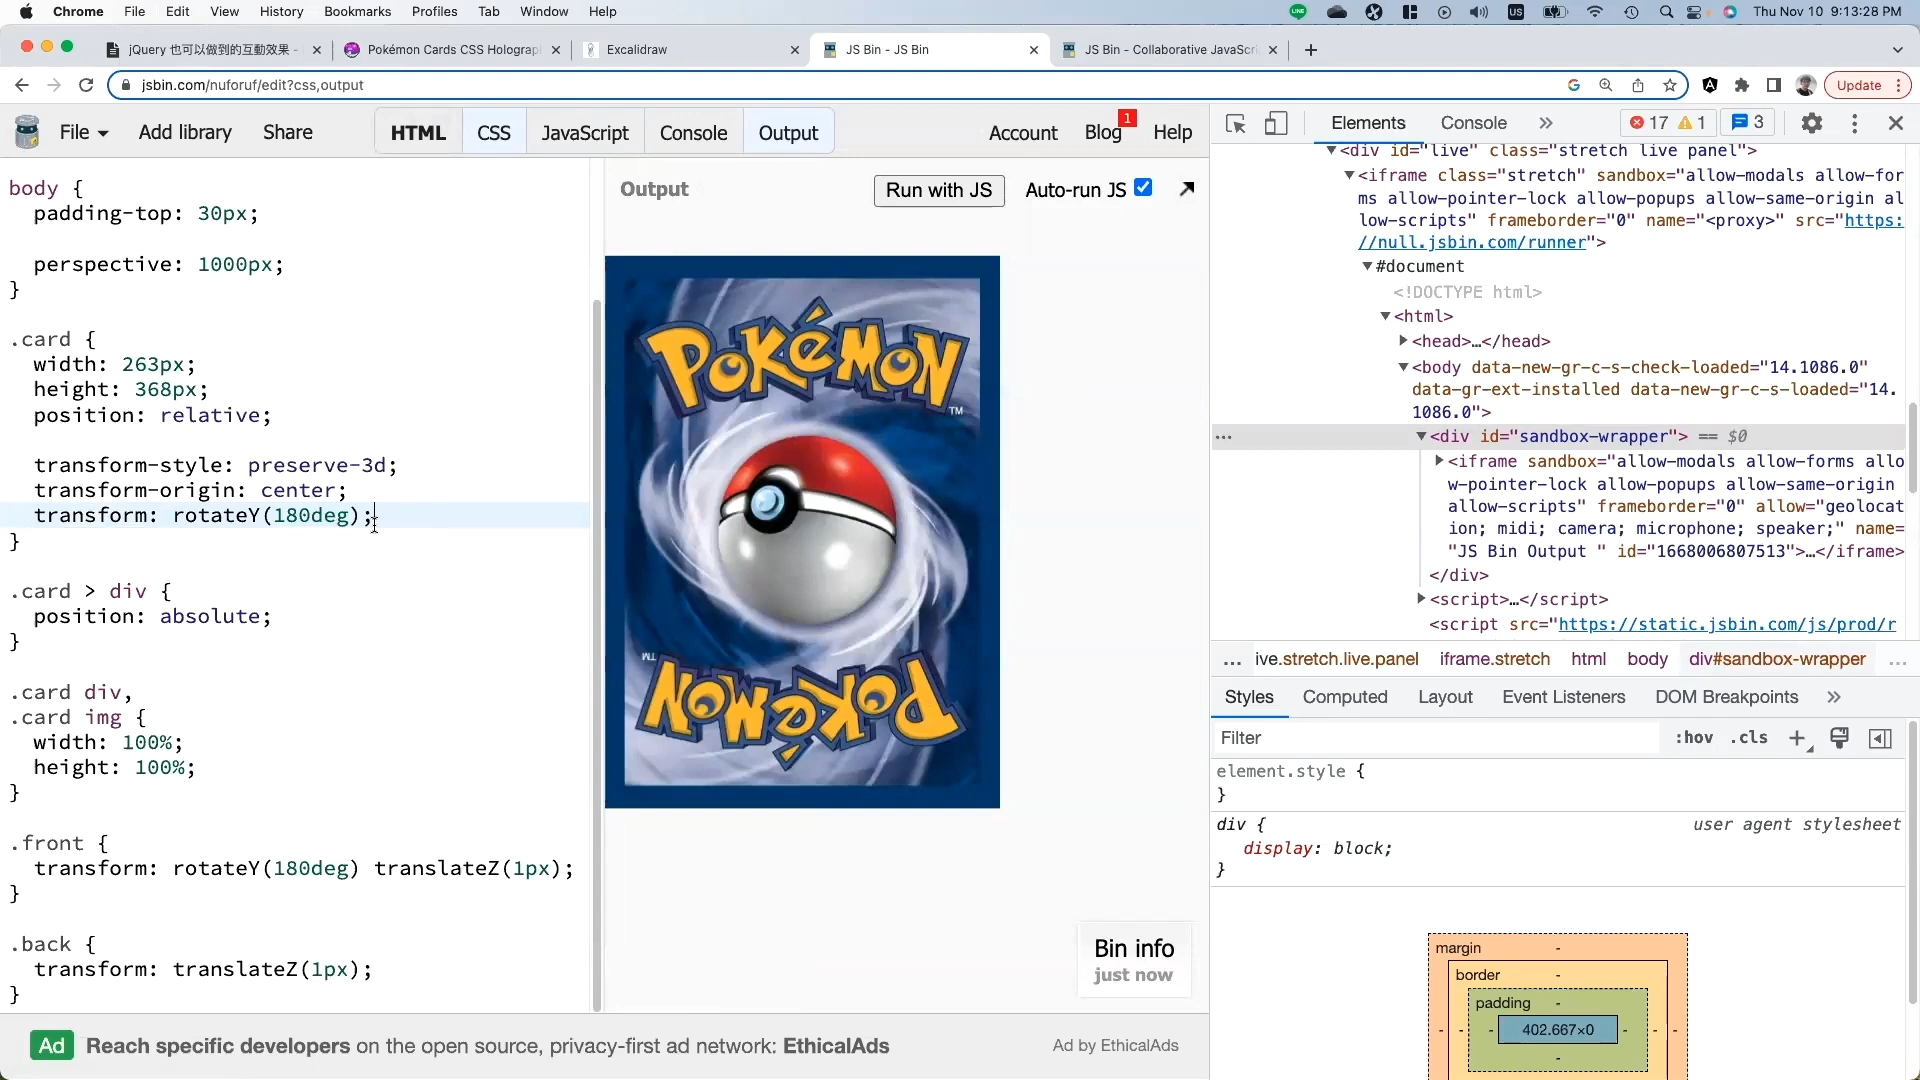 Chrome File Edit View History Bookmarks Profiles Tab Window Help US Thu Nov 10 9:13:28 PM
jQuery 也可以做到的互動效果 - Pokémon Cards CSS Holograp Excalidraw JS Bin - JS Bin JS Bin - Collaborative JavaScri
jsbin.com/nuforuf/edit?css,output Update
File Add library Share HTML CSS JavaScript Console Output Account Blog 1 Help
body {
  padding-top: 30px;
  perspective: 1000px;
}
.card {
  width: 263px;
  height: 368px;
  position: relative;
  transform-style: preserve-3d;
  transform-origin: center;
  transform: rotateY(180deg);
}
.card > div {
  position: absolute;
}
.card div,
.card img {
  width: 100%;
  height: 100%;
}
.front {
  transform: rotateY(180deg) translateZ(1px);
}
.back {
  transform: translateZ(1px);
}
Output Run with JS Auto-run JS
POKéMON
TM
TM
POKéMON
Bin info
just now
Ad Reach specific developers on the open source, privacy-first ad network: EthicalAds Ad by EthicalAds
Elements Console » 17 1 3
<div id="live" class="stretch live panel">
<iframe class="stretch" sandbox="allow-modals allow-for
ms allow-pointer-lock allow-popups allow-same-origin al
low-scripts" frameborder="0" name="<proxy>" src="https:
//null.jsbin.com/runner">
#document
<!DOCTYPE html>
<html>
<head>…</head>
<body data-new-gr-c-s-check-loaded="14.1086.0"
data-gr-ext-installed data-new-gr-c-s-loaded="14.
1086.0">
… <div id="sandbox-wrapper"> == $0
<iframe sandbox="allow-modals allow-forms allo
w-pointer-lock allow-popups allow-same-origin
allow-scripts" frameborder="0" allow="geolocat
ion; midi; camera; microphone; speaker;" name=
"JS Bin Output " id="1668006807513">…</iframe>
</div>
<script>…</script>
<script src="https://static.jsbin.com/js/prod/r
… ive.stretch.live.panel iframe.stretch html body div#sandbox-wrapper …
Styles Computed Layout Event Listeners DOM Breakpoints »
Filter :hov .cls +
element.style {
}
div { user agent stylesheet
  display: block;
}
margin -
border -
padding -
- - - 402.667×0 - - -
-